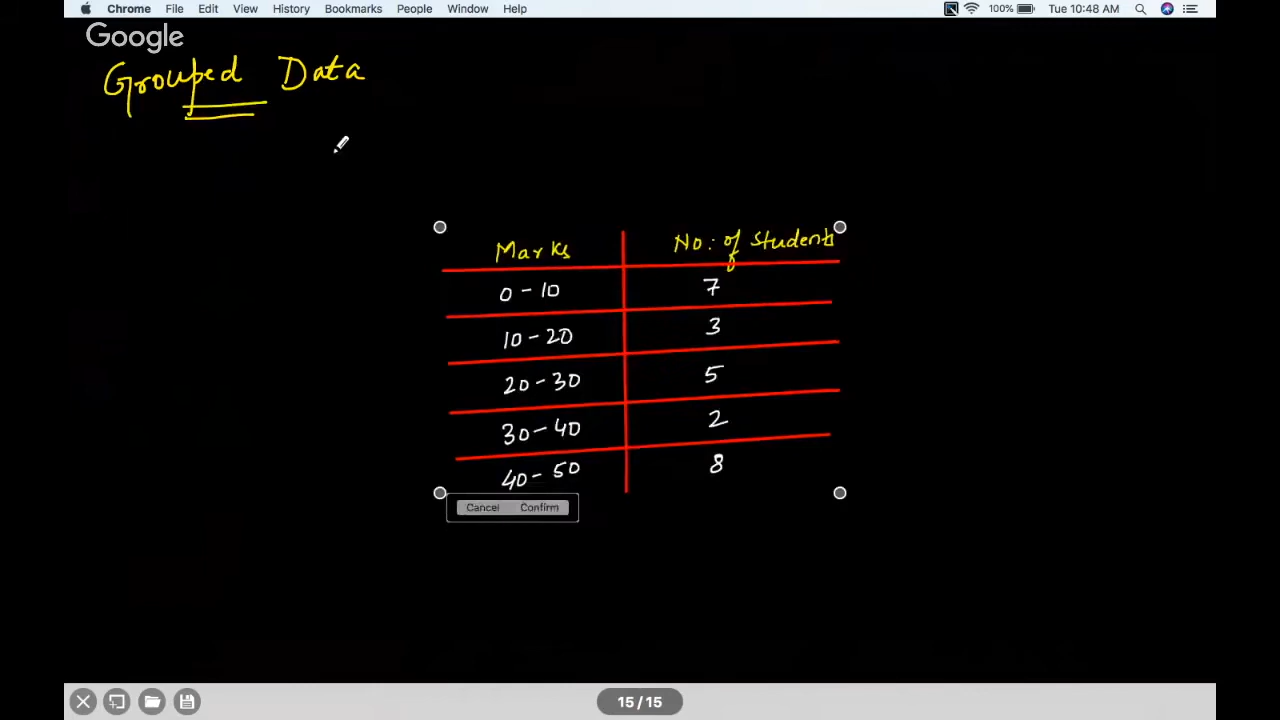 Chrome File Edit View History Bookmarks People Window Help 100% Tue 10:48 AM
Google
Grouped Data
Marks No: of Students
0 - 10 7
10 - 20 3
20 - 30 5
30 - 40 2
40 - 50 8
Cancel Confirm
15 / 15